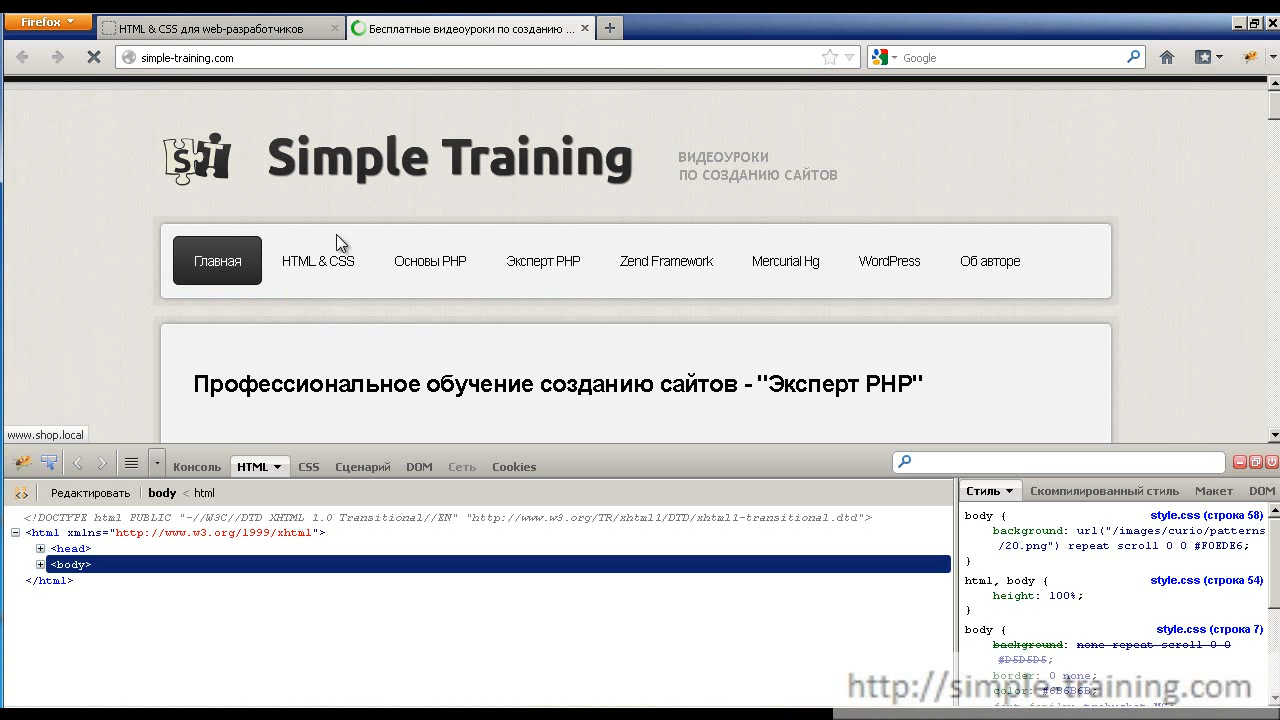 Firefox
HTML & CSS для web-разработчиков
Бесплатные видеоуроки по созданию
simple-training.com
Google
ST
Simple Training
ВИДЕОУРОКИ
ПО СОЗДАНИЮ САЙТОВ
Главная
HTML & CSS
Основы PHP
Эксперт PHP
Zend Framework
Mercurial Hg
WordPress
Об авторе
Профессиональное обучение созданию сайтов - "Эксперт PHP"
www.shop.local
Консоль
HTML
CSS
Сценарий
DOM
Сеть
Cookies
Редактировать
body < html
Стиль
Скомпилированный стиль
Макет
DOM
<!DOCTYPE html PUBLIC "-//W3C//DTD XHTML 1.0 Transitional//EN" "http://www.w3.org/TR/xhtml1/DTD/xhtml1-transitional.dtd">
<html xmlns="http://www.w3.org/1999/xhtml">
<head>
<body>
</html>
body {
style.css (строка 58)
background: url("/images/curio/patterns
/20.png") repeat scroll 0 0 #F0EDE6;
}
html, body {
style.css (строка 54)
height: 100%;
}
body {
style.css (строка 7)
background: none repeat scroll 0 0
#D5D5D5;
border: 0 none;
color: #6B6B6B;
http://simple-training.com